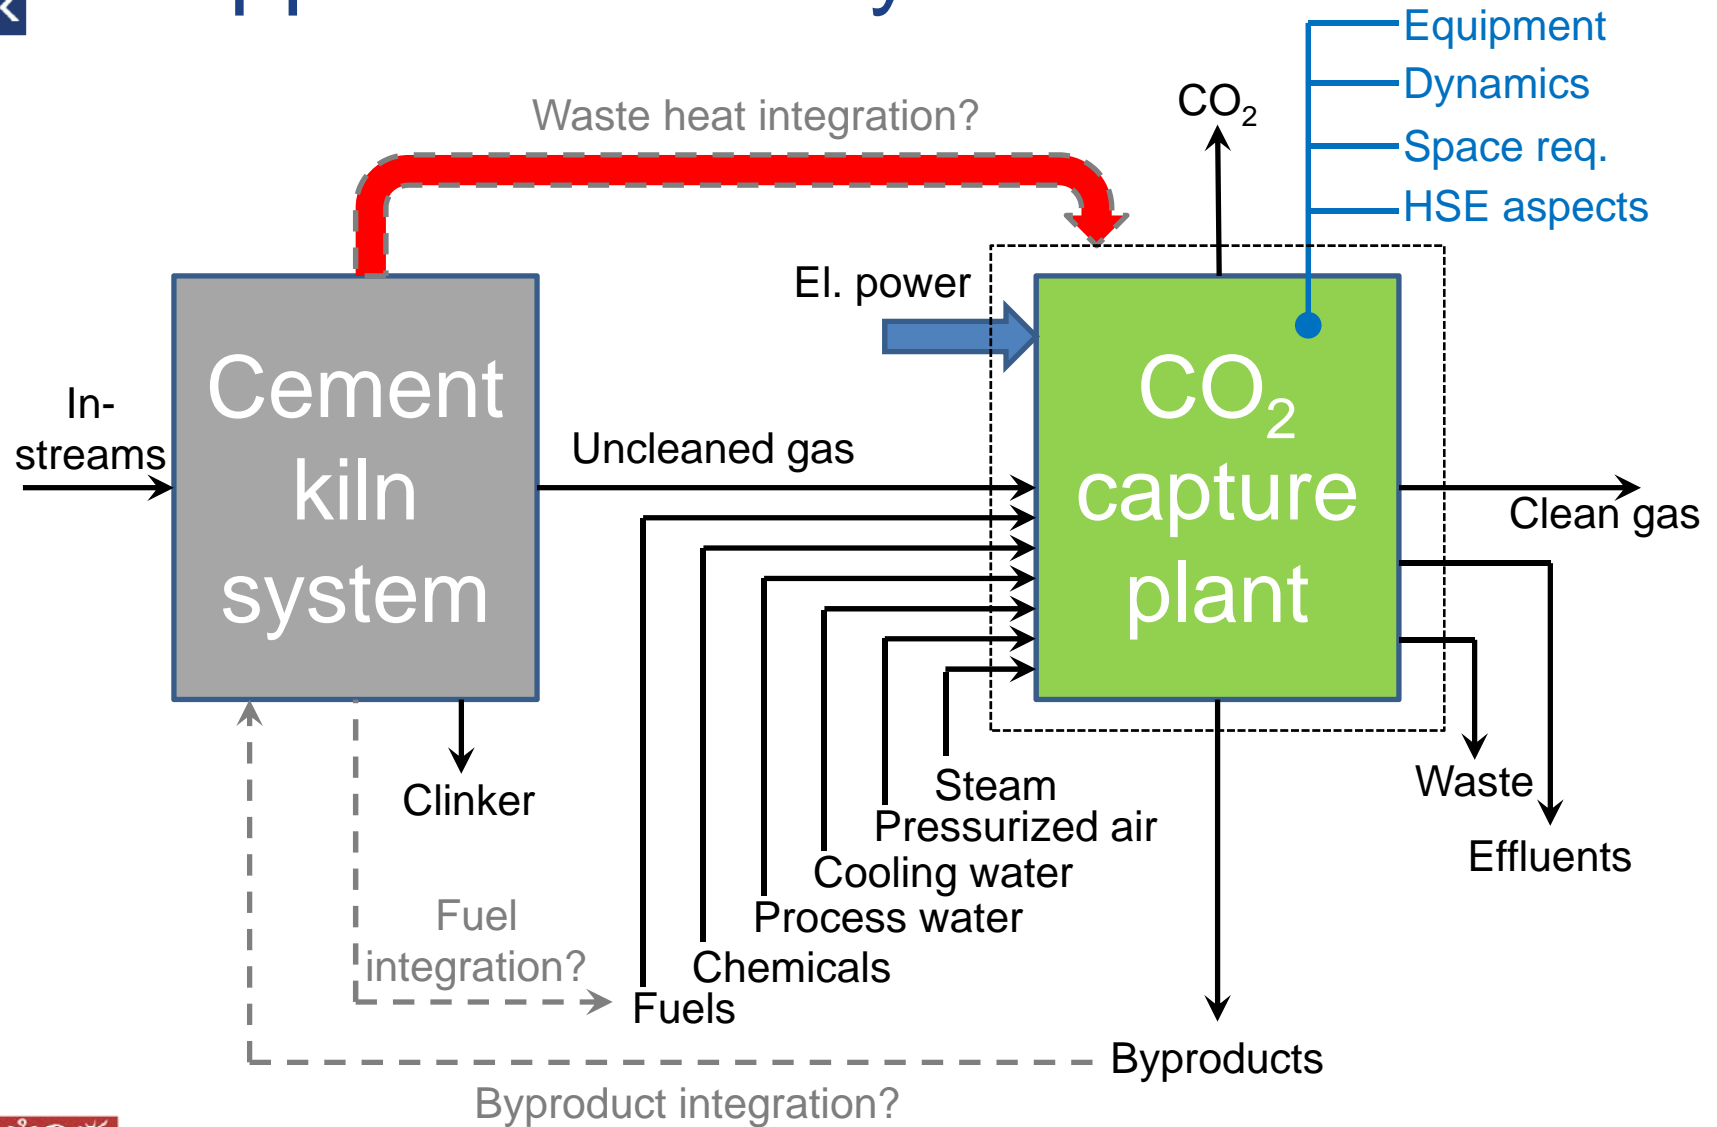 Equipment
Dynamics
Space req.
HSE aspects
CO₂
Waste heat integration?
El. power
Cement
kiln
system
CO₂
capture
plant
In-
streams
Uncleaned gas
Clean gas
Clinker
Steam
Pressurized air
Cooling water
Process water
Chemicals
Fuels
Waste
Effluents
Fuel
integration?
Byproducts
Byproduct integration?